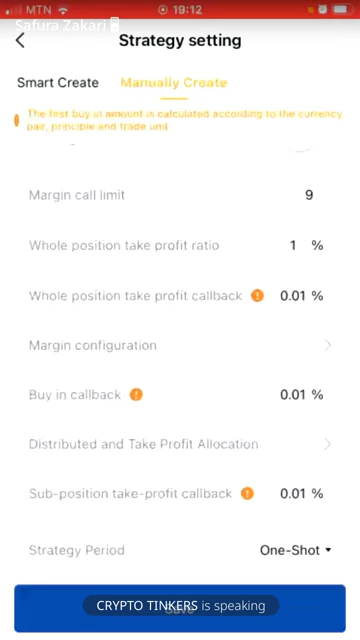 MTN 19:12
Safura Zakari
Strategy setting
Smart Create Manually Create
The first buy in amount is calculated according to the currency
pair, principle and trade unit
Margin call limit 9
Whole position take profit ratio 1 %
Whole position take profit callback 0.01 %
Margin configuration
Buy in callback 0.01 %
Distributed and Take Profit Allocation
Sub-position take-profit callback 0.01 %
Strategy Period One-Shot
CRYPTO TINKERS is speaking